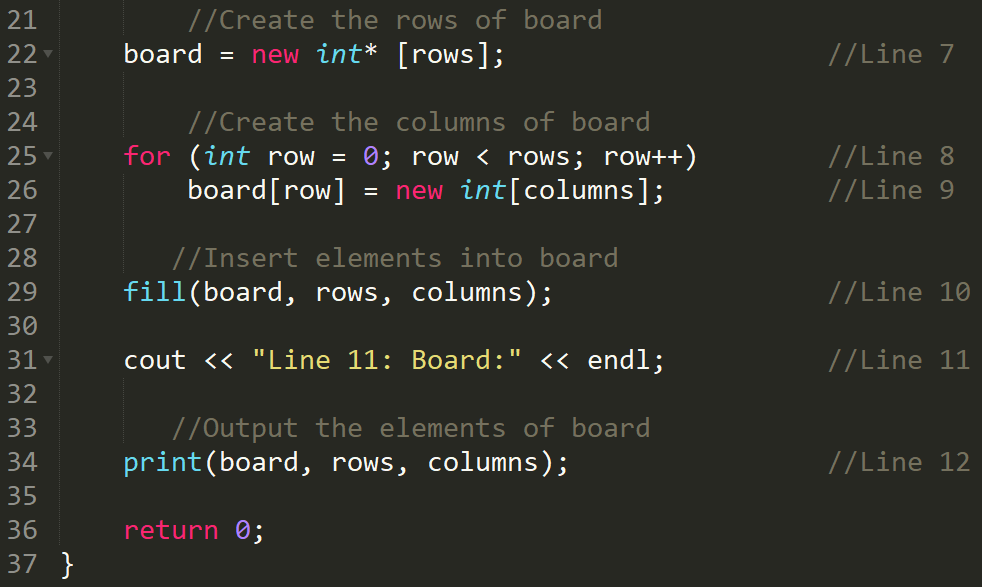 21         //Create the rows of board
22     board = new int* [rows];                    //Line 7
23
24         //Create the columns of board
25     for (int row = 0; row < rows; row++)        //Line 8
26         board[row] = new int[columns];          //Line 9
27
28        //Insert elements into board
29     fill(board, rows, columns);                 //Line 10
30
31     cout << "Line 11: Board:" << endl;          //Line 11
32
33        //Output the elements of board
34     print(board, rows, columns);                //Line 12
35
36     return 0;
37 }